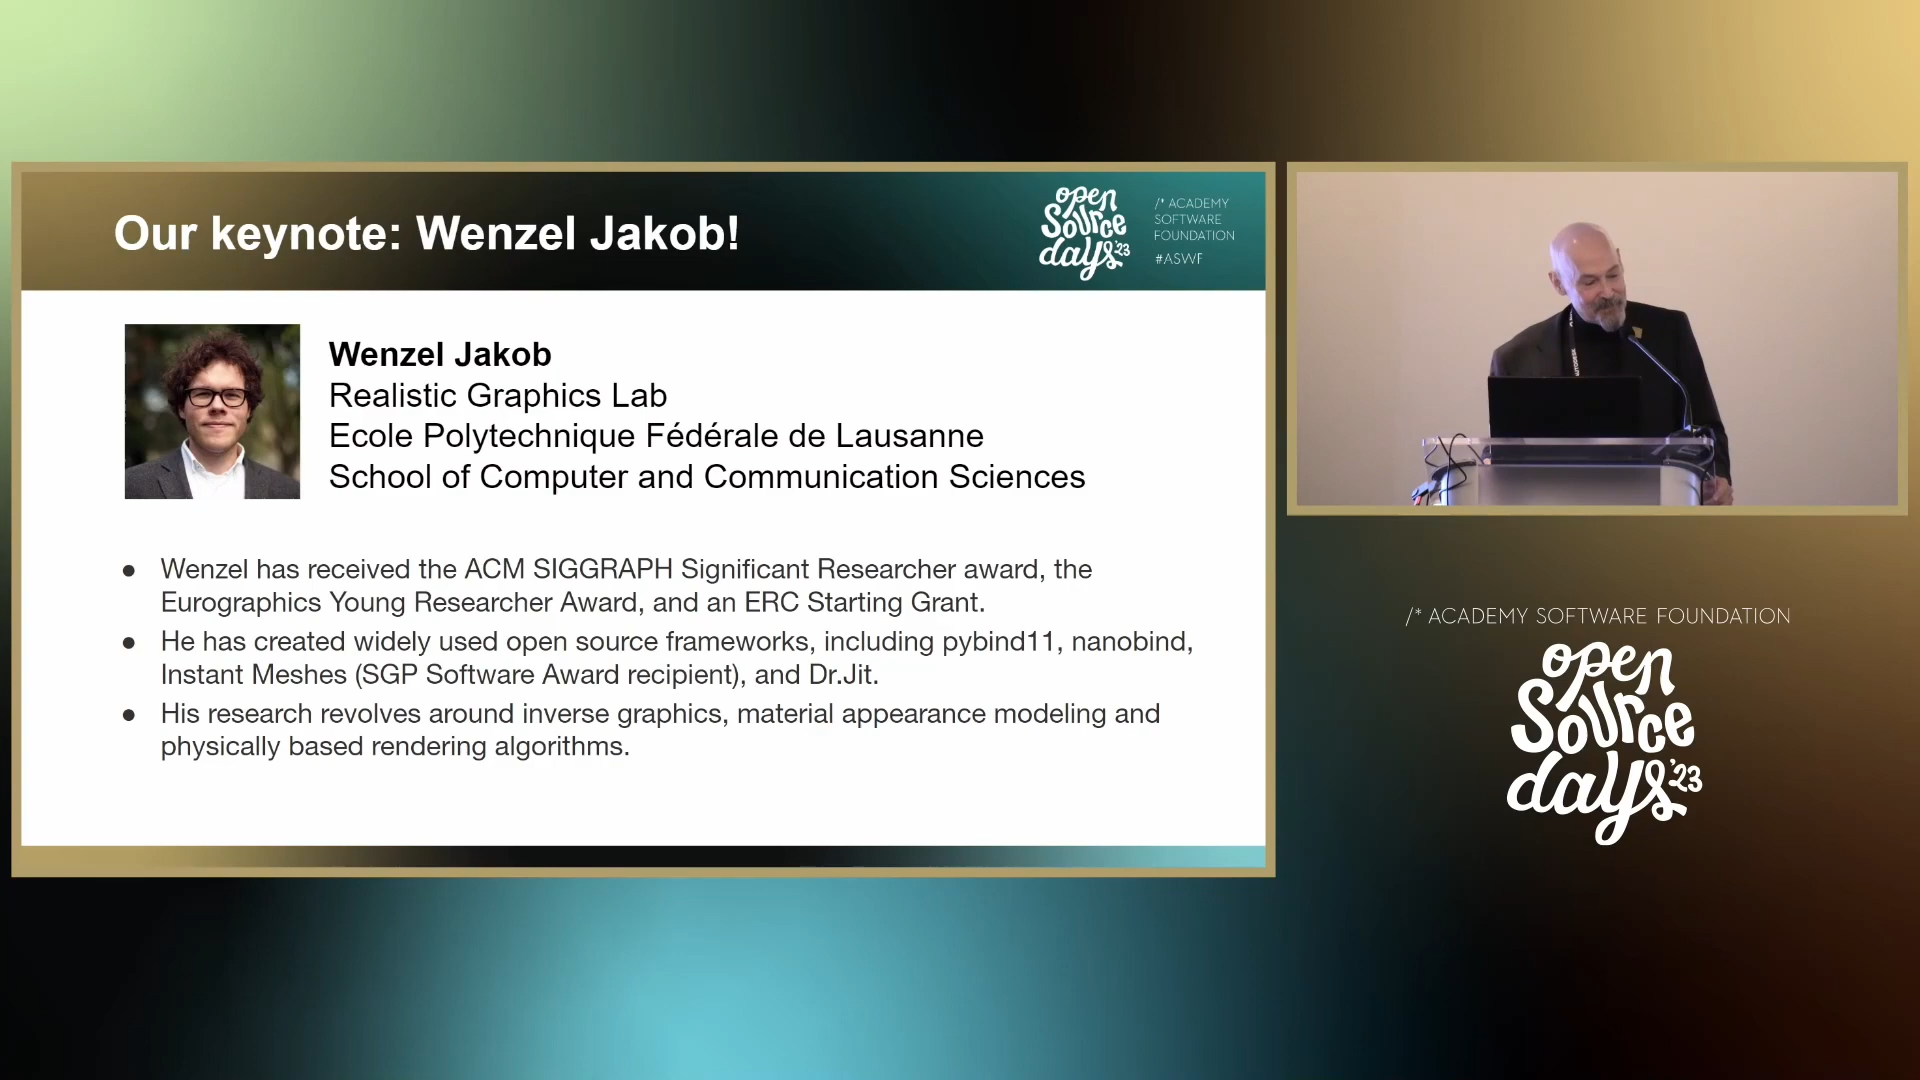 Our keynote: Wenzel Jakob!
open
source
days '23
/* ACADEMY
SOFTWARE
FOUNDATION
#ASWF
Wenzel Jakob
Realistic Graphics Lab
Ecole Polytechnique Fédérale de Lausanne
School of Computer and Communication Sciences
● Wenzel has received the ACM SIGGRAPH Significant Researcher award, the
Eurographics Young Researcher Award, and an ERC Starting Grant.
● He has created widely used open source frameworks, including pybind11, nanobind,
Instant Meshes (SGP Software Award recipient), and Dr.Jit.
● His research revolves around inverse graphics, material appearance modeling and
physically based rendering algorithms.
AUTODESK
/* ACADEMY SOFTWARE FOUNDATION
open
source
days '23